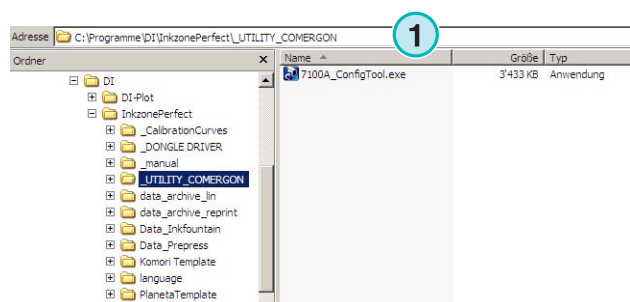 Adresse C:\Programme\DI\InkzonePerfect\_UTILITY_COMERGON
1
Ordner x
Name Größe Typ
7100A_ConfigTool.exe 3'433 KB Anwendung
DI
DI-Plot
InkzonePerfect
_CalibrationCurves
_DONGLE DRIVER
_manual
_UTILITY_COMERGON
data_archive_lin
data_archive_reprint
Data_Inkfountain
Data_Prepress
Komori Template
language
PlanetaTemplate